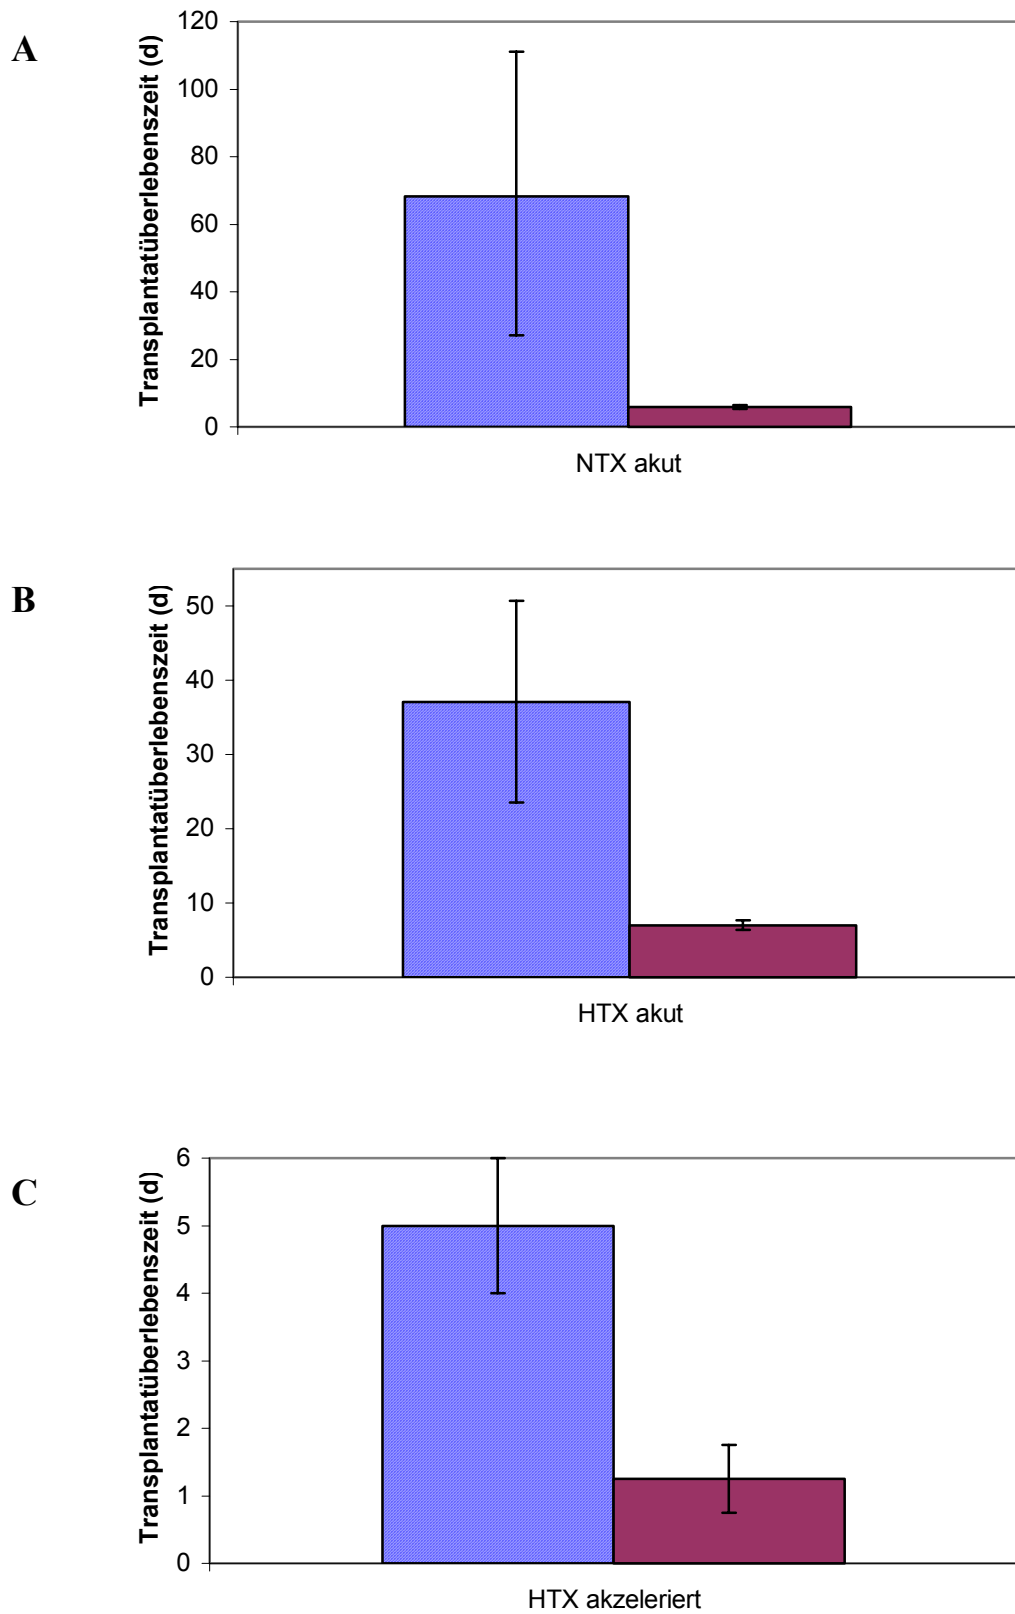 A
Transplantatüberlebenszeit (d)
120
100
80
60
40
20
0
NTX akut
B
Transplantatüberlebenszeit (d)
50
40
30
20
10
0
HTX akut
C
Transplantatüberlebenszeit (d)
6
5
4
3
2
1
0
HTX akzeleriert